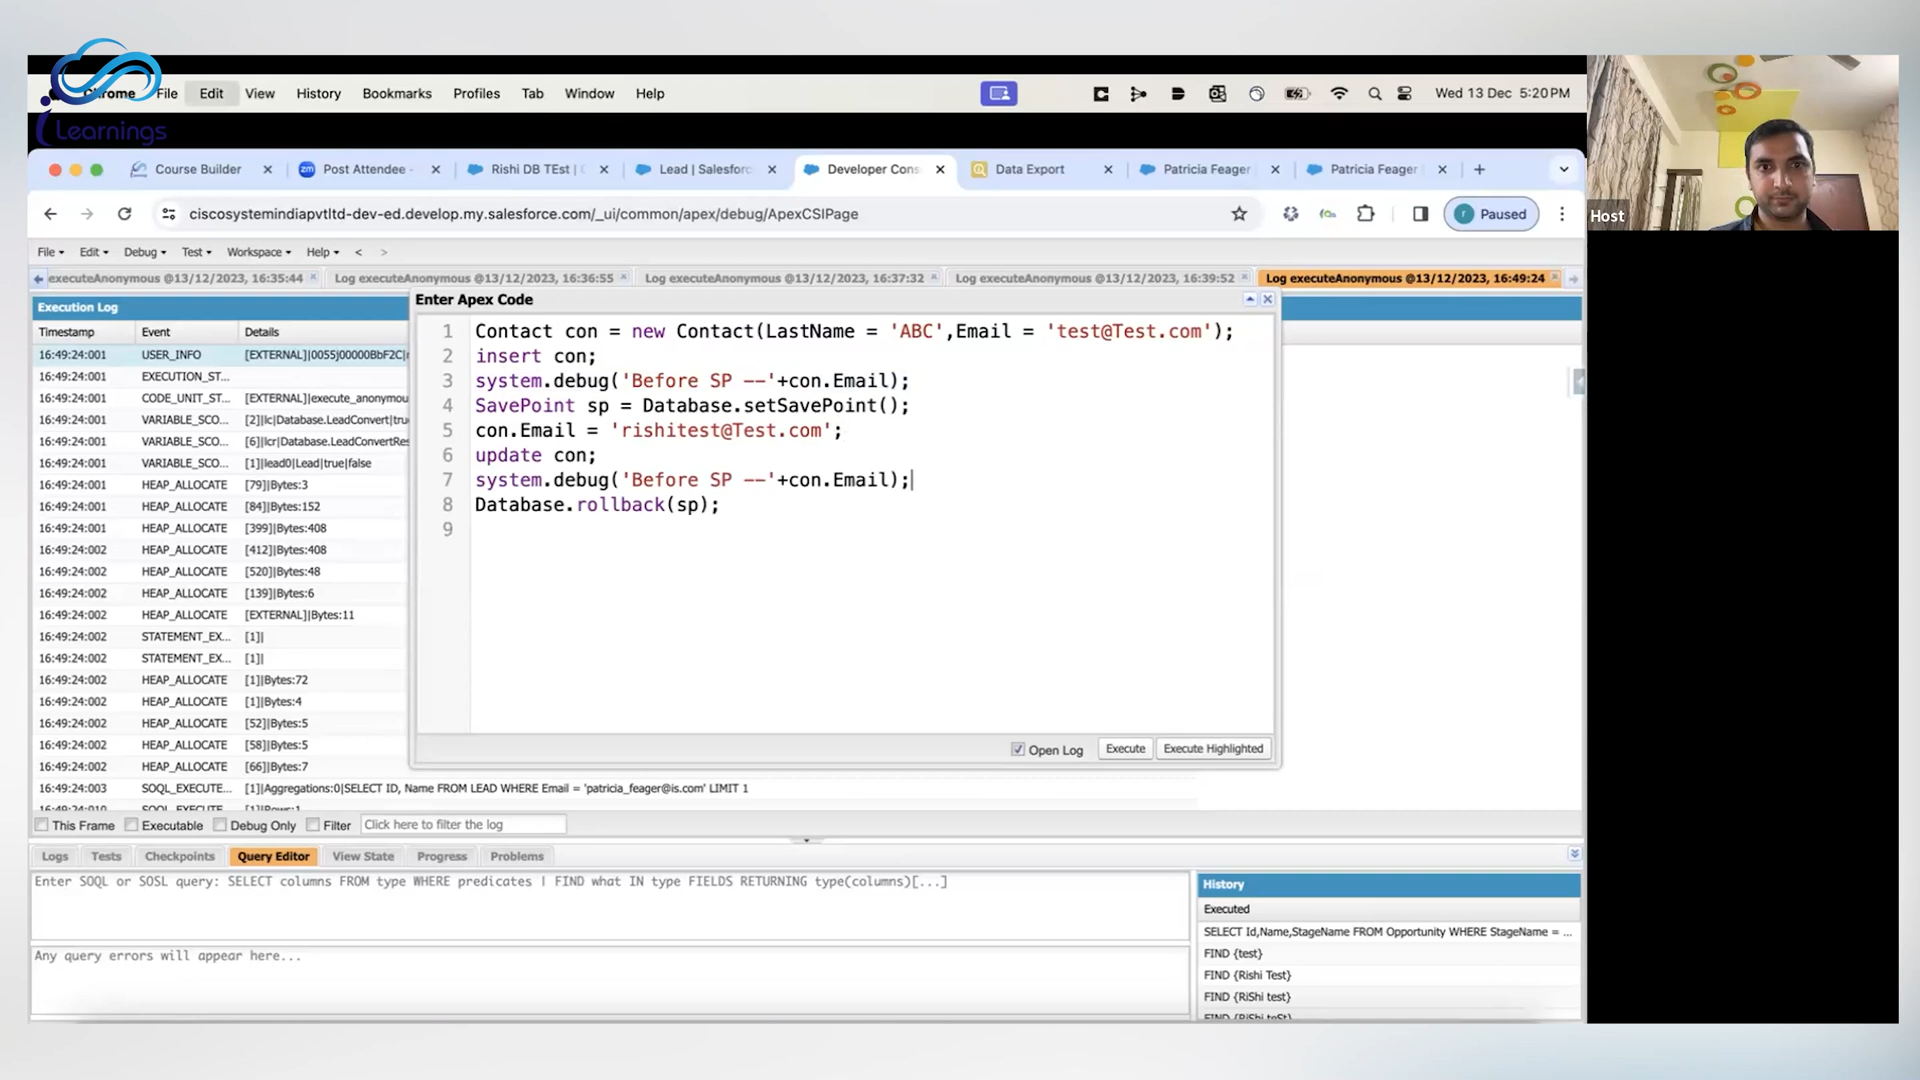 Learnings
Chrome File Edit View History Bookmarks Profiles Tab Window Help Wed 13 Dec 5:20 PM
Course Builder Post Attendee - Rishi DB TEst | Lead | Salesforc Developer Cons Data Export Patricia Feager Patricia Feager
ciscosystemindiapvtltd-dev-ed.develop.my.salesforce.com/_ui/common/apex/debug/ApexCSIPage r Paused
Host
File Edit Debug Test Workspace Help < >
executeAnonymous @13/12/2023, 16:35:44 Log executeAnonymous @13/12/2023, 16:36:55 Log executeAnonymous @13/12/2023, 16:37:32 Log executeAnonymous @13/12/2023, 16:39:52 Log executeAnonymous @13/12/2023, 16:49:24
Execution Log
Timestamp Event Details
16:49:24:001 USER_INFO [EXTERNAL]|0055j00000BbF2C|
16:49:24:001 EXECUTION_ST...
16:49:24:001 CODE_UNIT_ST... [EXTERNAL]|execute_anonymou
16:49:24:001 VARIABLE_SCO... [2]|lc|Database.LeadConvert|tru
16:49:24:001 VARIABLE_SCO... [6]|lcr|Database.LeadConvertRes
16:49:24:001 VARIABLE_SCO... [1]|lead0|Lead|true|false
16:49:24:001 HEAP_ALLOCATE [79]|Bytes:3
16:49:24:001 HEAP_ALLOCATE [84]|Bytes:152
16:49:24:001 HEAP_ALLOCATE [399]|Bytes:408
16:49:24:002 HEAP_ALLOCATE [412]|Bytes:408
16:49:24:002 HEAP_ALLOCATE [520]|Bytes:48
16:49:24:002 HEAP_ALLOCATE [139]|Bytes:6
16:49:24:002 HEAP_ALLOCATE [EXTERNAL]|Bytes:11
16:49:24:002 STATEMENT_EX... [1]|
16:49:24:002 STATEMENT_EX... [1]|
16:49:24:002 HEAP_ALLOCATE [1]|Bytes:72
16:49:24:002 HEAP_ALLOCATE [1]|Bytes:4
16:49:24:002 HEAP_ALLOCATE [52]|Bytes:5
16:49:24:002 HEAP_ALLOCATE [58]|Bytes:5
16:49:24:002 HEAP_ALLOCATE [66]|Bytes:7
16:49:24:003 SOQL_EXECUTE... [1]|Aggregations:0|SELECT ID, Name FROM LEAD WHERE Email = 'patricia_feager@is.com' LIMIT 1
16:49:24:010 SOQL_EXECUTE... [1]|Rows:1
Enter Apex Code
1 Contact con = new Contact(LastName = 'ABC',Email = 'test@Test.com');
2 insert con;
3 system.debug('Before SP --'+con.Email);
4 SavePoint sp = Database.setSavePoint();
5 con.Email = 'rishitest@Test.com';
6 update con;
7 system.debug('Before SP --'+con.Email);
8 Database.rollback(sp);
9
Open Log Execute Execute Highlighted
This Frame Executable Debug Only Filter Click here to filter the log
Logs Tests Checkpoints Query Editor View State Progress Problems
Enter SOQL or SOSL query: SELECT columns FROM type WHERE predicates | FIND what IN type FIELDS RETURNING type(columns)[...]
Any query errors will appear here...
History
Executed
SELECT Id,Name,StageName FROM Opportunity WHERE StageName = ...
FIND {test}
FIND {Rishi Test}
FIND {RiShi test}
FIND {RiShi teSt}